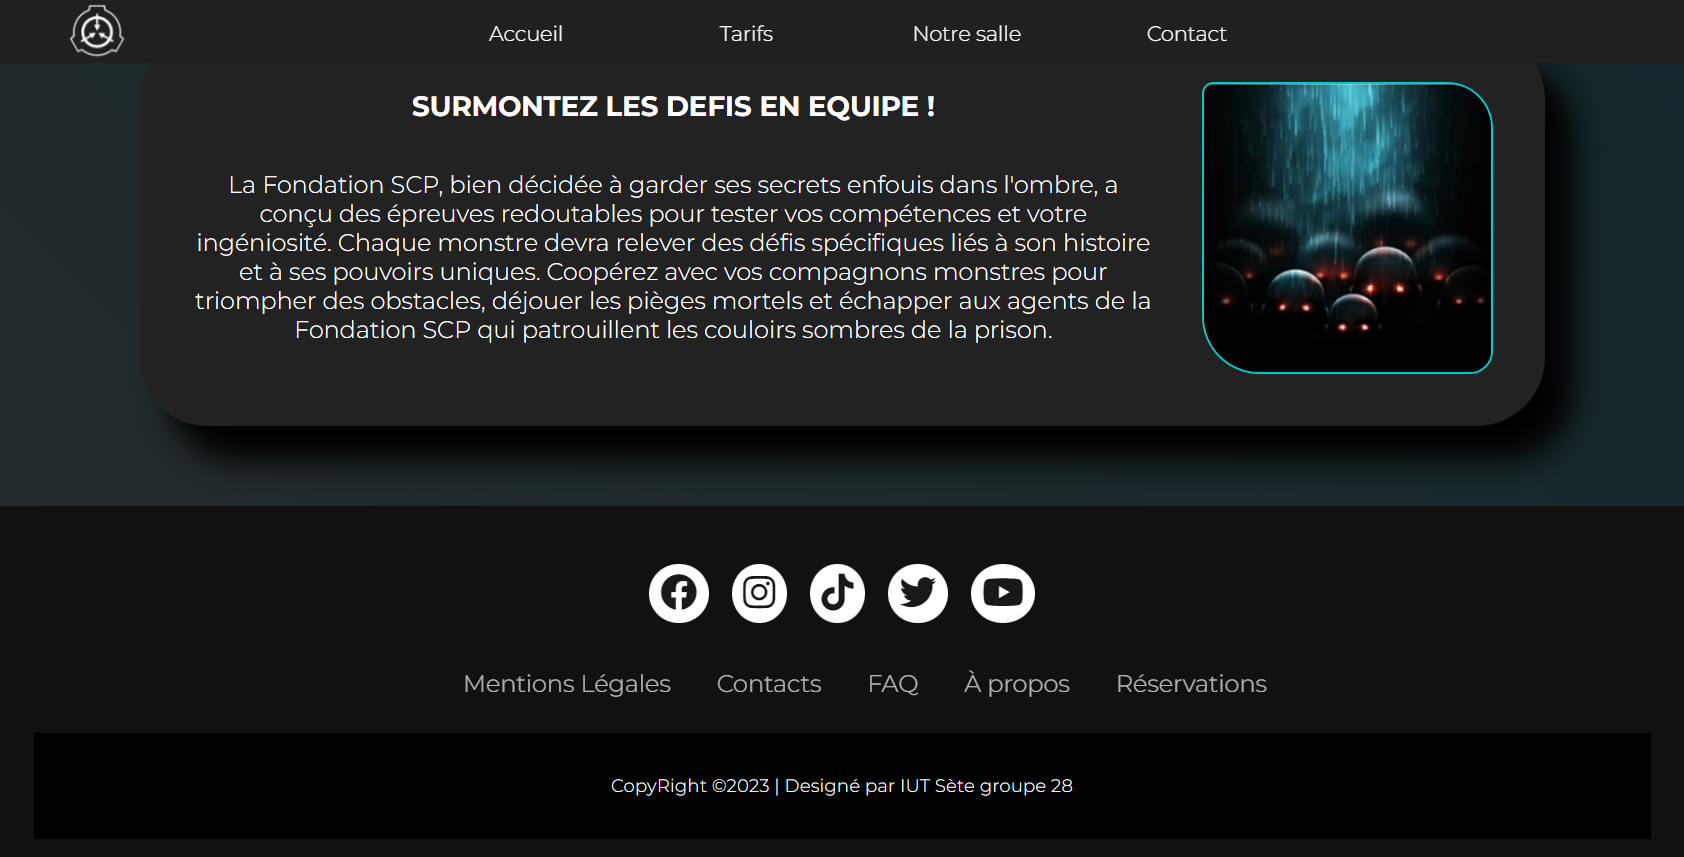 Accueil Tarifs Notre salle Contact
SURMONTEZ LES DEFIS EN EQUIPE !
La Fondation SCP, bien décidée à garder ses secrets enfouis dans l'ombre, a
conçu des épreuves redoutables pour tester vos compétences et votre
ingéniosité. Chaque monstre devra relever des défis spécifiques liés à son histoire
et à ses pouvoirs uniques. Coopérez avec vos compagnons monstres pour
triompher des obstacles, déjouer les pièges mortels et échapper aux agents de la
Fondation SCP qui patrouillent les couloirs sombres de la prison.
Mentions Légales Contacts FAQ À propos Réservations
CopyRight ©2023 | Designé par IUT Sète groupe 28